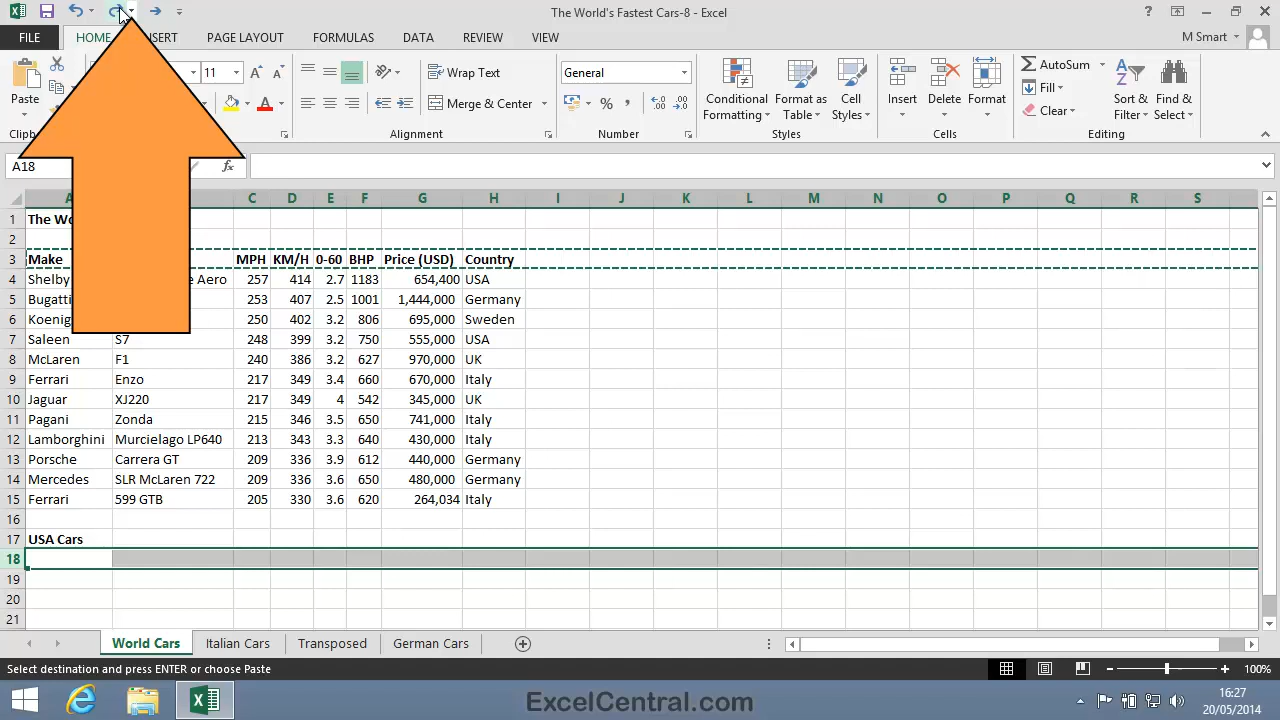 The World's Fastest Cars-8 - Excel
?
FILE HOME INSERT PAGE LAYOUT FORMULAS DATA REVIEW VIEW
M Smart
Paste
11
Wrap Text
Merge & Center
General
%
Conditional Formatting
Format as Table
Cell Styles
Insert
Delete
Format
AutoSum
Fill
Clear
Sort & Filter
Find & Select
Alignment Number Styles Cells Editing
A18
fx
C D E F G H I J K L M N O P Q R S
1
2
3 Make MPH KM/H 0-60 BHP Price (USD) Country
4 Shelby Aero 257 414 2.7 1183 654,400 USA
5 Bugatti 253 407 2.5 1001 1,444,000 Germany
6 250 402 3.2 806 695,000 Sweden
7 Saleen S7 248 399 3.2 750 555,000 USA
8 McLaren F1 240 386 3.2 627 970,000 UK
9 Ferrari Enzo 217 349 3.4 660 670,000 Italy
10 Jaguar XJ220 217 349 4 542 345,000 UK
11 Pagani Zonda 215 346 3.5 650 741,000 Italy
12 Lamborghini Murcielago LP640 213 343 3.3 640 430,000 Italy
13 Porsche Carrera GT 209 336 3.9 612 440,000 Germany
14 Mercedes SLR McLaren 722 209 336 3.6 650 480,000 Germany
15 Ferrari 599 GTB 205 330 3.6 620 264,034 Italy
16
17 USA Cars
18
19
20
21
World Cars Italian Cars Transposed German Cars
Select destination and press ENTER or choose Paste
100%
ExcelCentral.com
16:27
20/05/2014